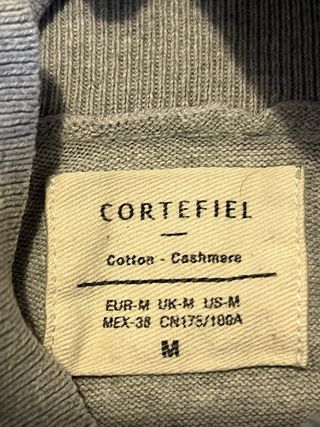 CORTEFIEL
Cotton - Cashmere
EUR-M UK-M US-M
MEX-38 CN175/100A
M